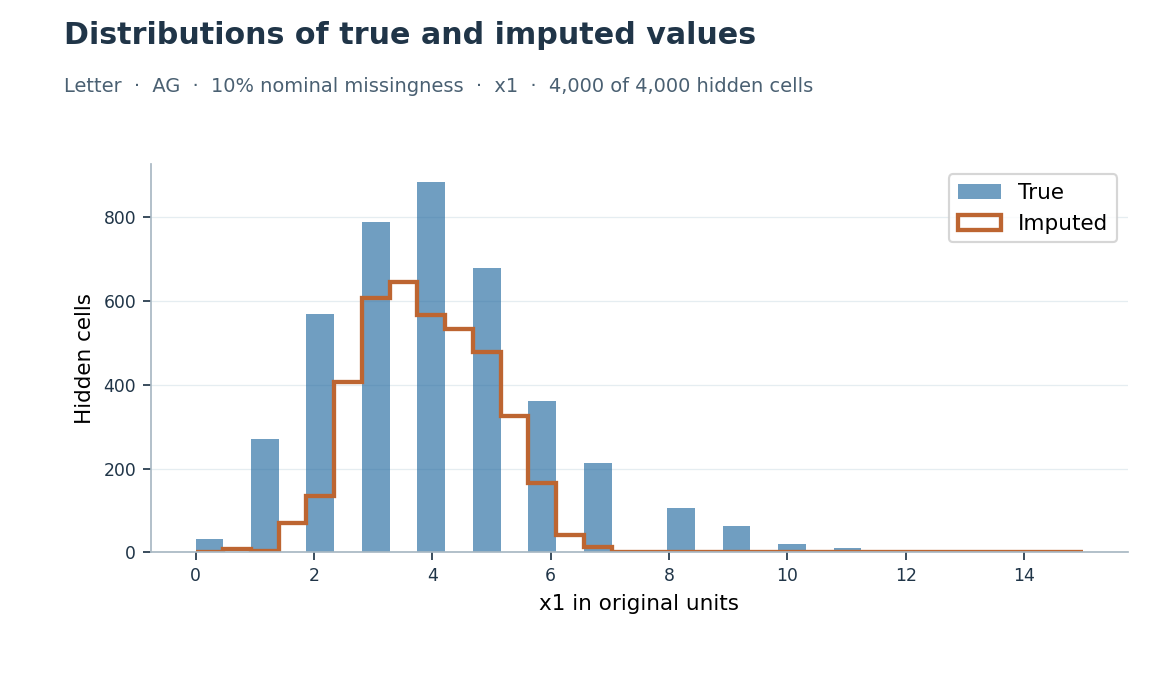 Distributions of true and imputed values
Letter · AG · 10% nominal missingness · x1 · 4,000 of 4,000 hidden cells
True
Imputed
Hidden cells
800
600
400
200
0
0 2 4 6 8 10 12 14
x1 in original units